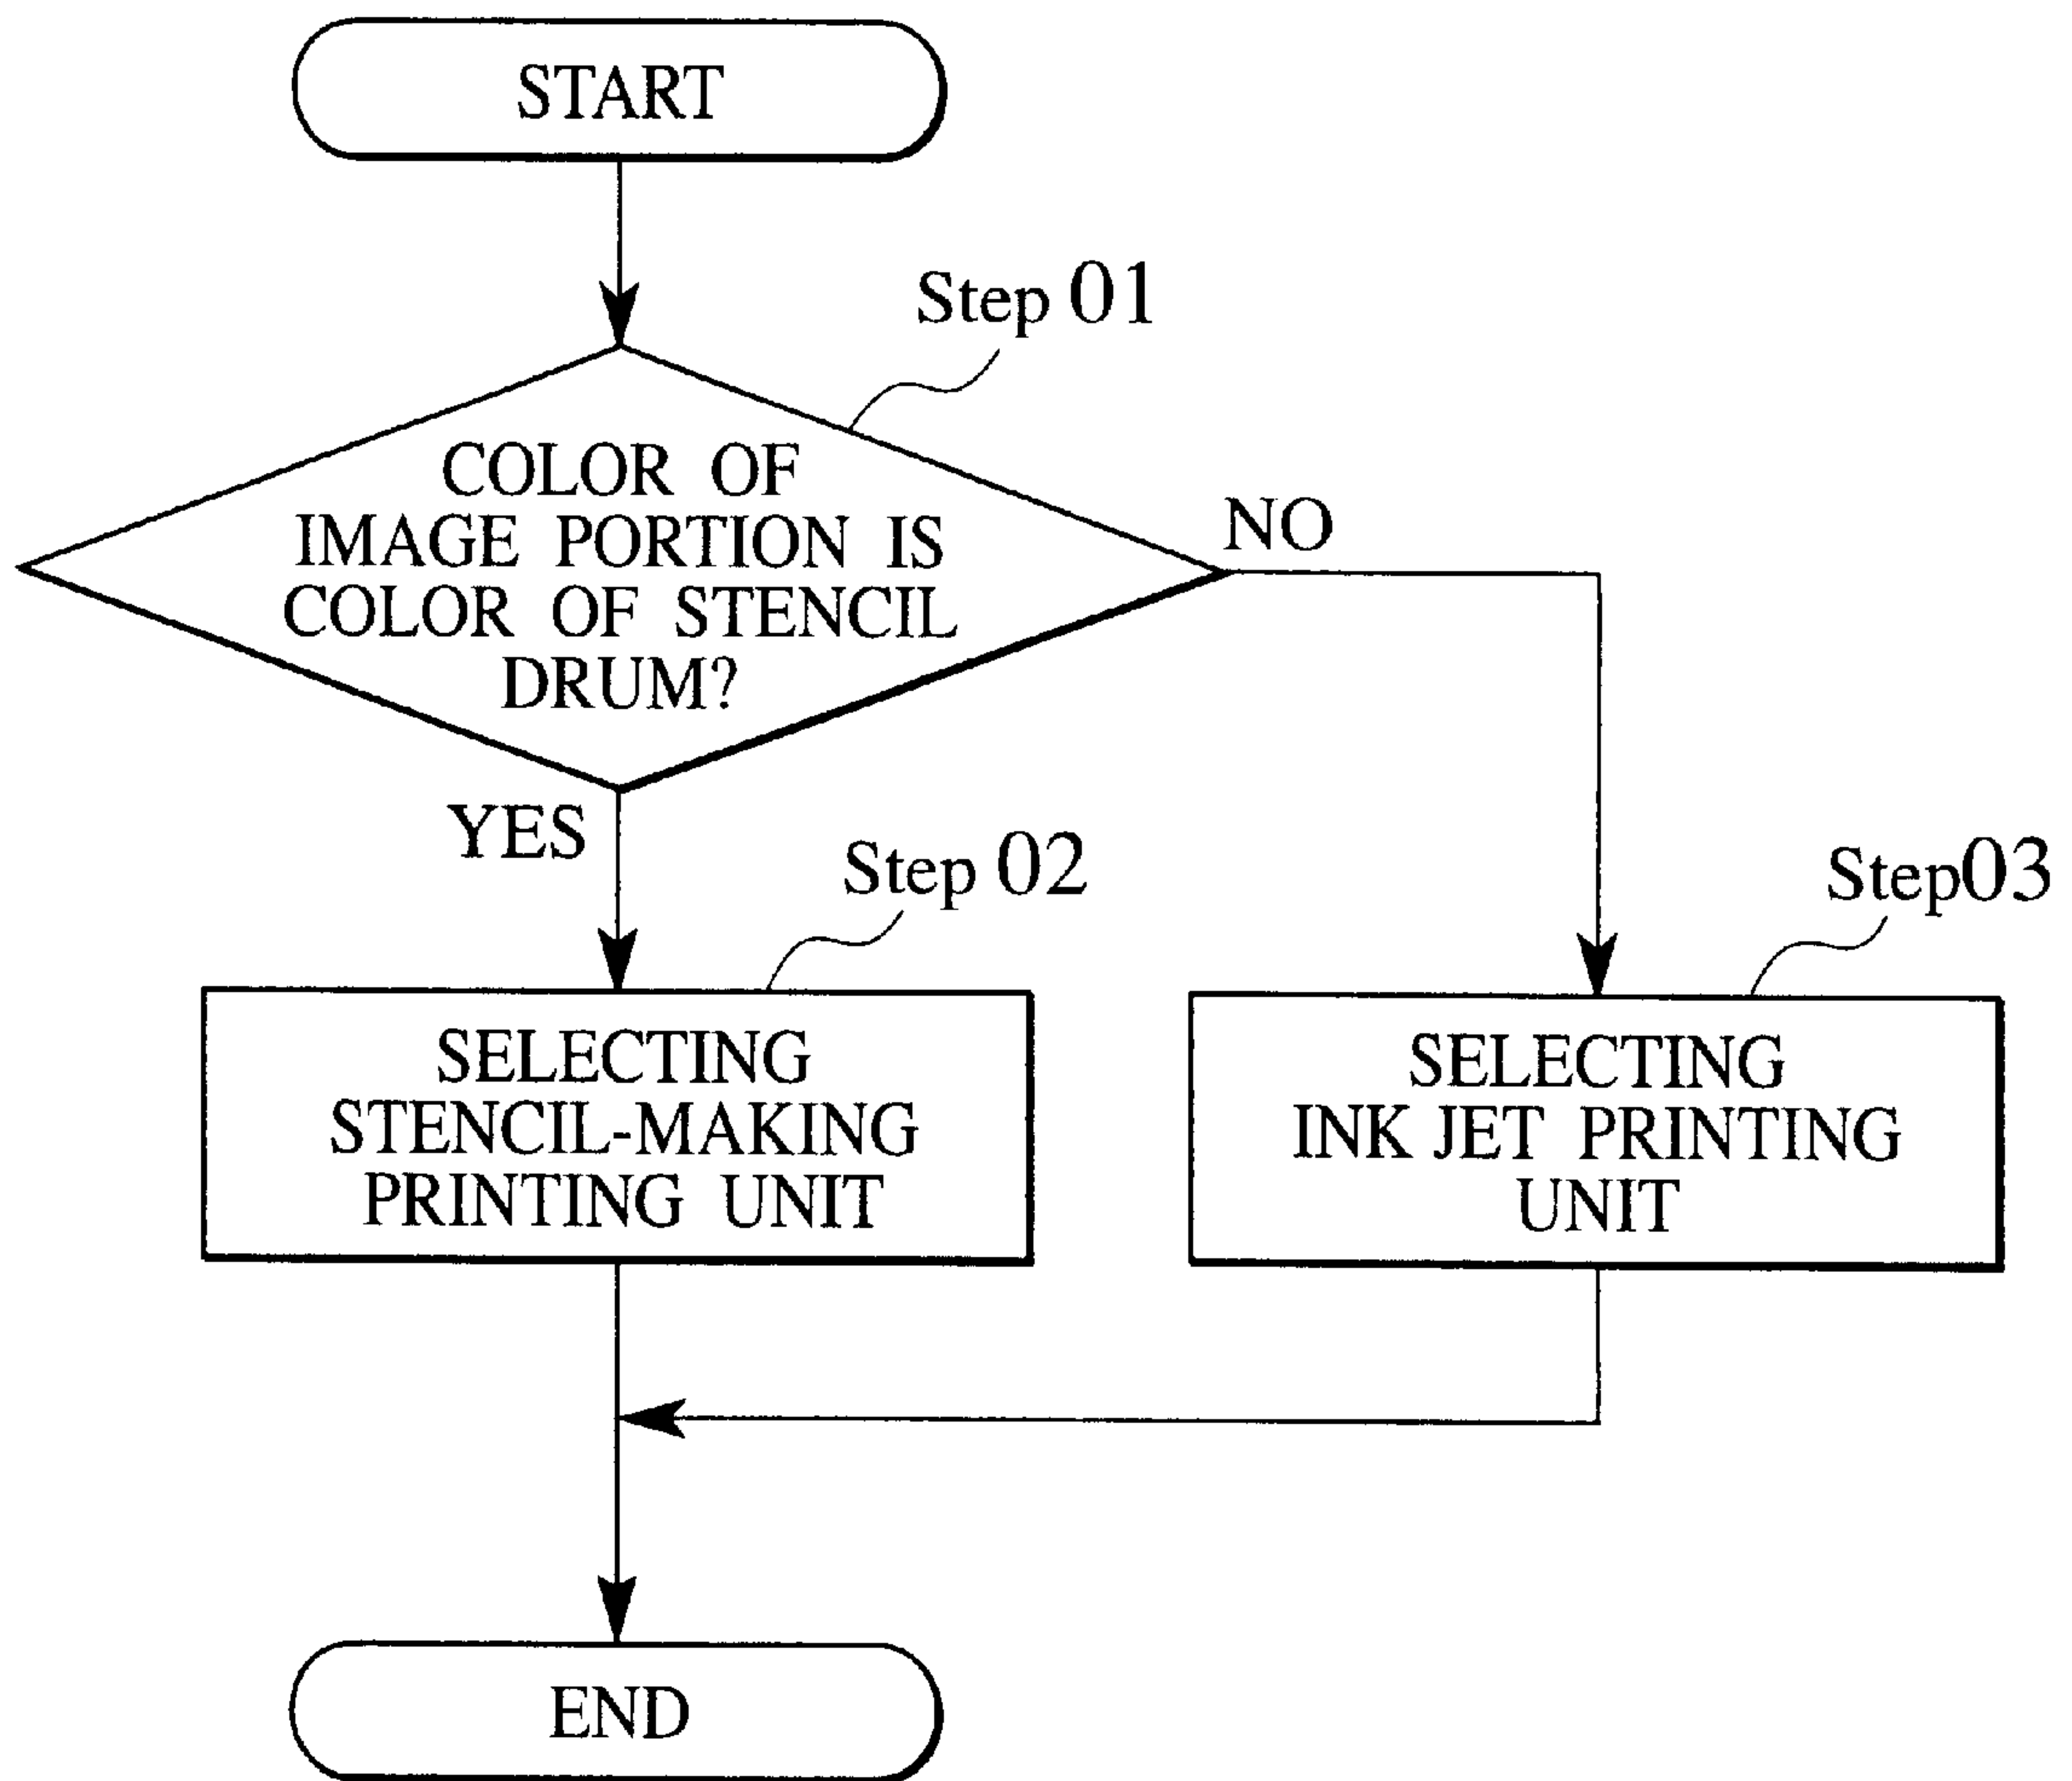 START
Step 01
COLOR OF
IMAGE PORTION IS
COLOR OF STENCIL
DRUM?
NO
YES
Step 02
Step03
SELECTING
STENCIL-MAKING
PRINTING UNIT
SELECTING
INK JET PRINTING
UNIT
END